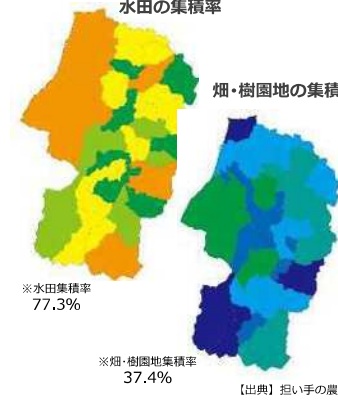 水田の集積率
畑・樹園地の集積
※水田集積率
77.3%
※畑・樹園地集積率
37.4%
【出典】担い手の農